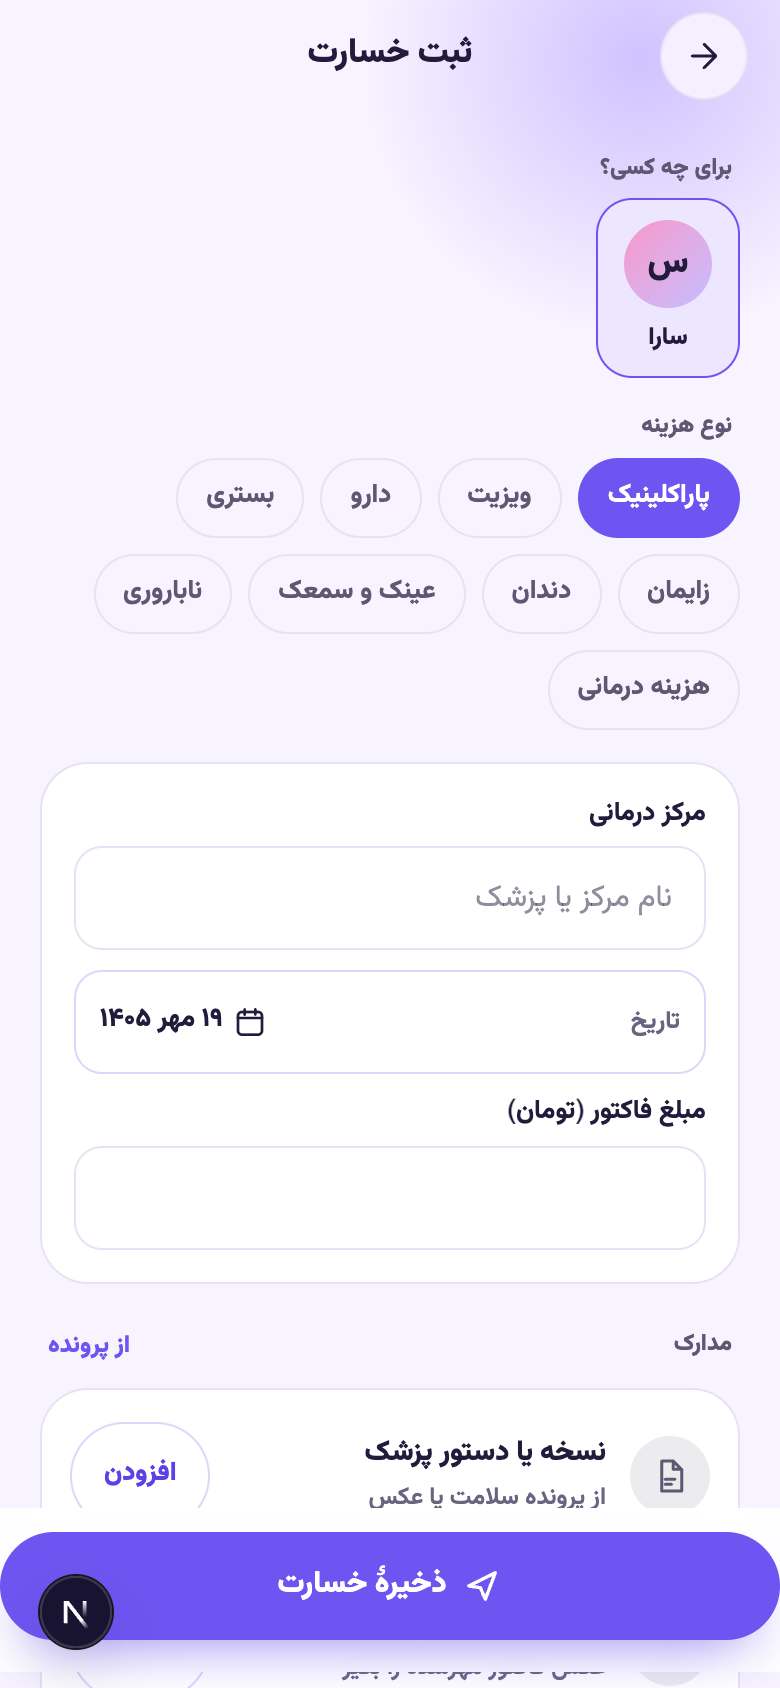 ثبت خسارت
برای چه کسی؟
س
سارا
نوع هزینه
پاراکلینیک
ویزیت
دارو
بستری
زایمان
دندان
عینک و سمعک
ناباروری
هزینه درمانی
مرکز درمانی
نام مرکز یا پزشک
تاریخ
۱۹ مهر ۱۴۰۵
مبلغ فاکتور (تومان)
مدارک
از پرونده
نسخه یا دستور پزشک
افزودن
از پرونده سلامت یا عکس
ذخیرهٔ خسارت
N